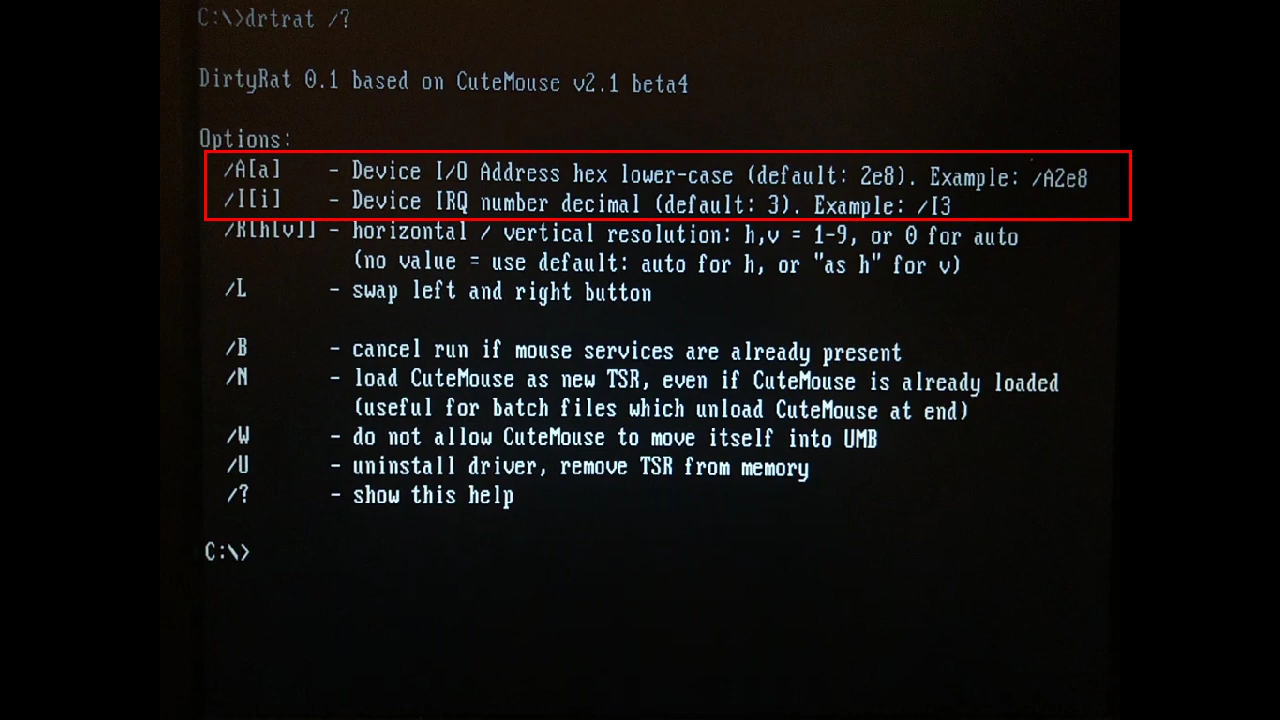 C:\>drtrat /?
DirtyRat 0.1 based on CuteMouse v2.1 beta4
Options:
/A[a] - Device I/O Address hex lower-case (default: 2e8). Example: /A2e8
/I[i] - Device IRQ number decimal (default: 3). Example: /I3
/R[h[v]] - horizontal / vertical resolution: h,v = 1-9, or 0 for auto
(no value = use default: auto for h, or "as h" for v)
/L - swap left and right button
/B - cancel run if mouse services are already present
/N - load CuteMouse as new TSR, even if CuteMouse is already loaded
(useful for batch files which unload CuteMouse at end)
/W - do not allow CuteMouse to move itself into UMB
/U - uninstall driver, remove TSR from memory
/? - show this help
C:\>